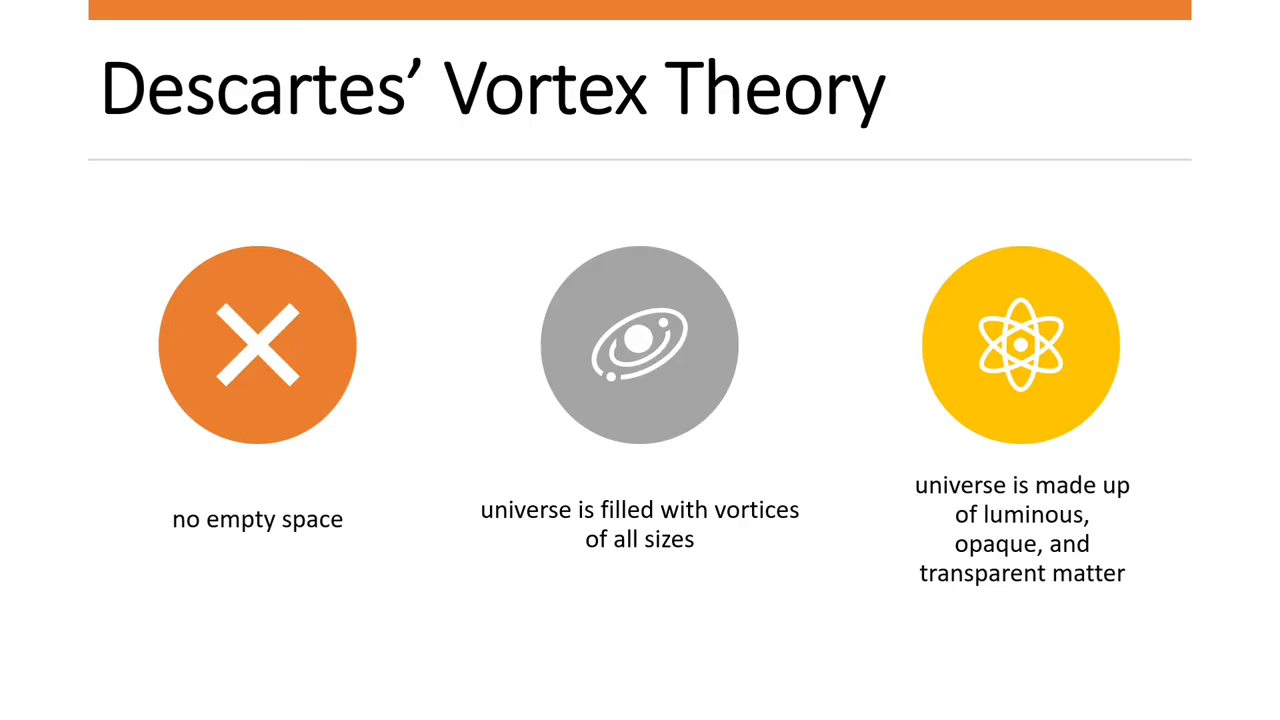 Descartes’ Vortex Theory
no empty space
universe is filled with vortices
of all sizes
universe is made up
of luminous,
opaque, and
transparent matter